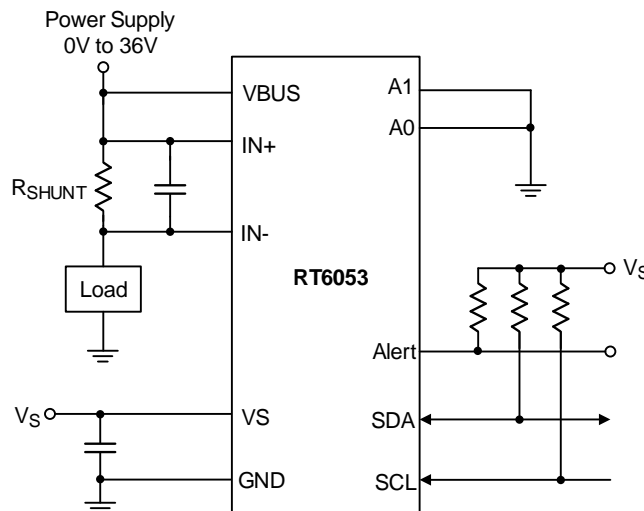 Power Supply
0V to 36V
VBUS
A1
A0
IN+
RSHUNT
IN-
RT6053
Load
VS
Alert
VS
VS
SDA
GND
SCL